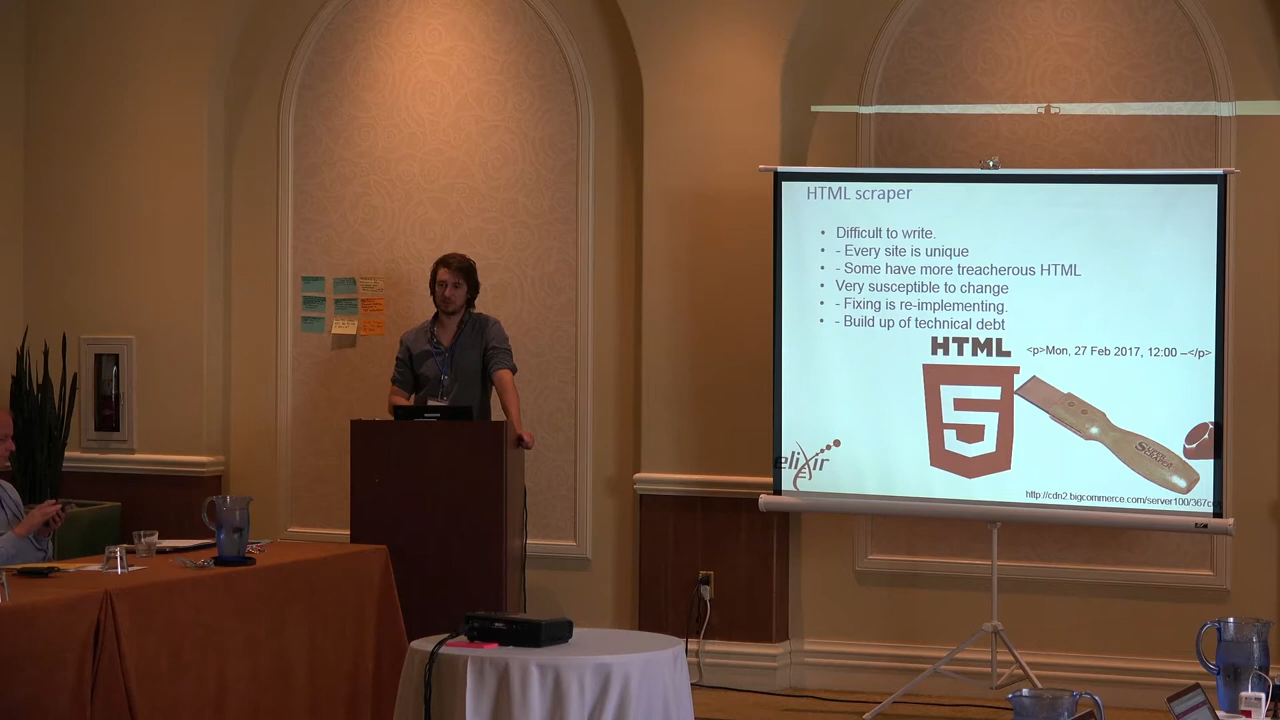 HTML scraper
• Difficult to write.
• - Every site is unique
• - Some have more treacherous HTML
• Very susceptible to change
• - Fixing is re-implementing.
• - Build up of technical debt
HTML
<p>Mon, 27 Feb 2017, 12:00 –</p>
5
SUPER
SCRAPER
elixir
http://cdn2.bigcommerce.com/server100/367c